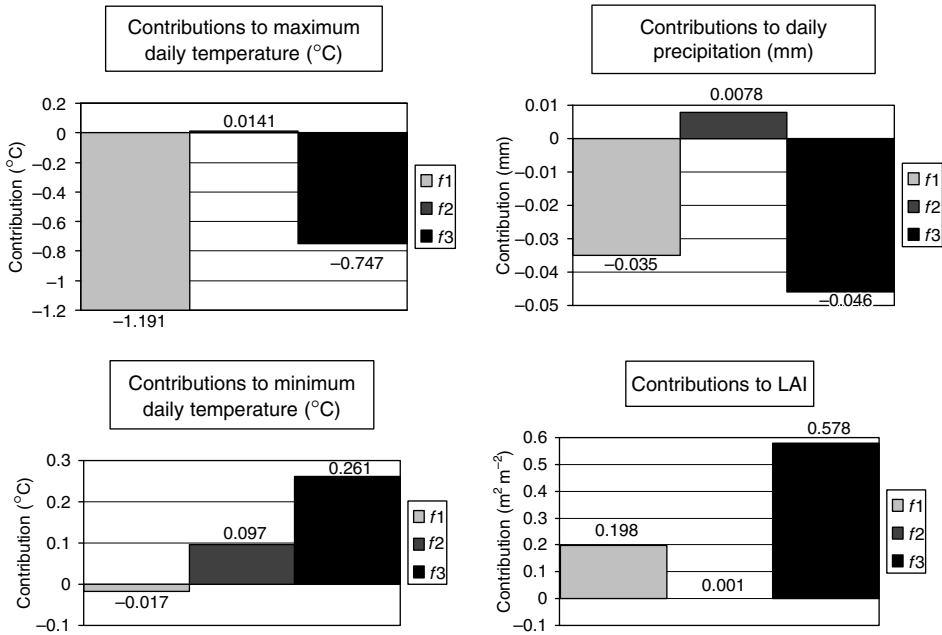 Contributions to maximum
daily temperature (°C)
0.2
0
−0.2
−0.4
−0.6
−0.8
−1
−1.2
Contribution (°C)
0.0141
−0.747
−1.191
f1
f2
f3
Contributions to daily
precipitation (mm)
0.01
0
−0.01
−0.02
−0.03
−0.04
−0.05
Contribution (mm)
0.0078
−0.035
−0.046
f1
f2
f3
Contributions to minimum
daily temperature (°C)
0.3
0.2
0.1
0
−0.1
Contribution (°C)
0.261
0.097
−0.017
f1
f2
f3
Contributions to LAI
0.6
0.5
0.4
0.3
0.2
0.1
0
−0.1
Contribution (m² m⁻²)
0.578
0.198
0.001
f1
f2
f3